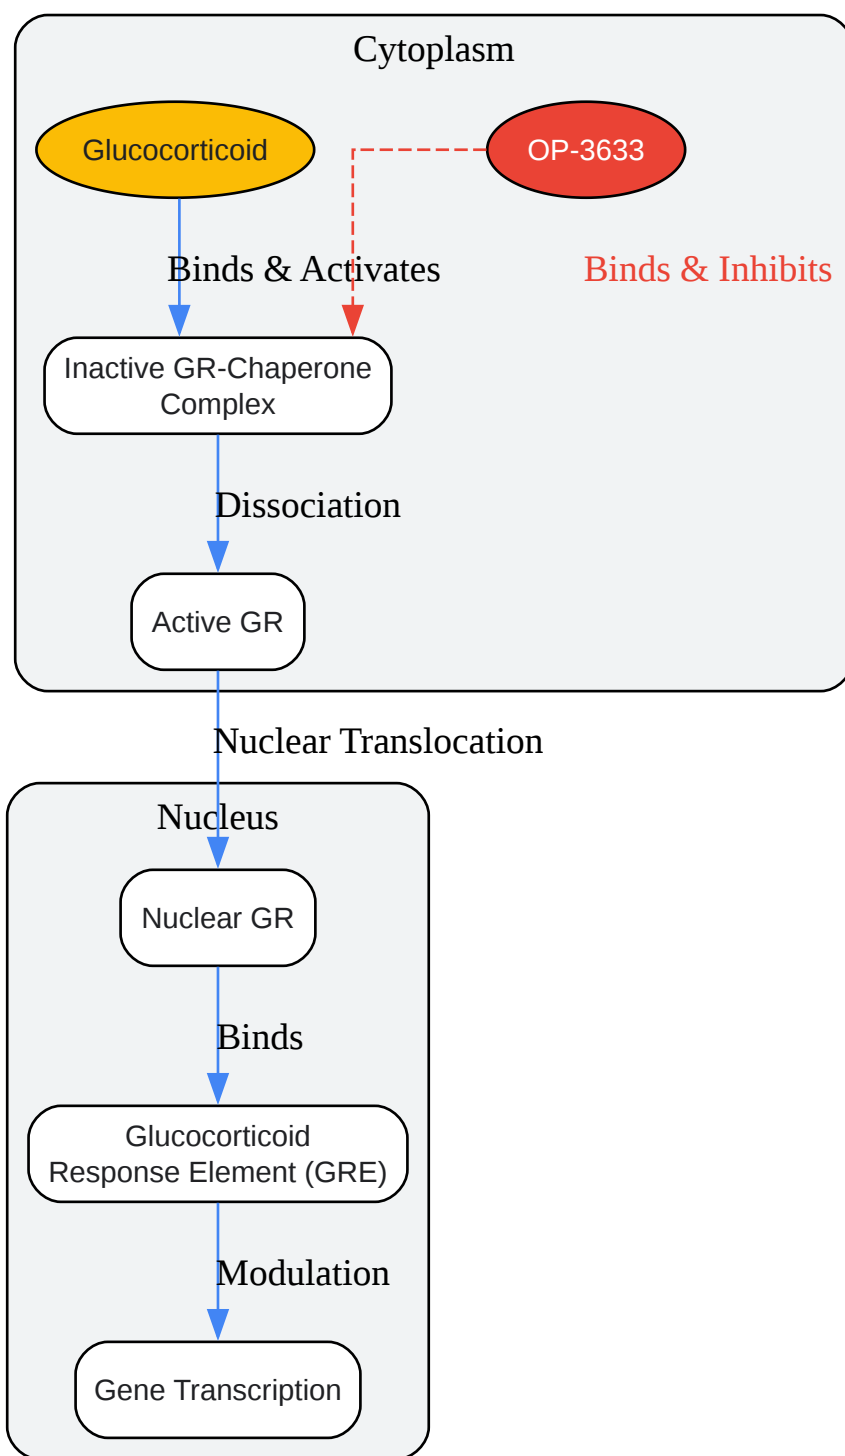 Cytoplasm
Glucocorticoid
OP-3633
Binds & Activates
Binds & Inhibits
Inactive GR-Chaperone
Complex
Dissociation
Active GR
Nuclear Translocation
Nucleus
Nuclear GR
Binds
Glucocorticoid
Response Element (GRE)
Modulation
Gene Transcription